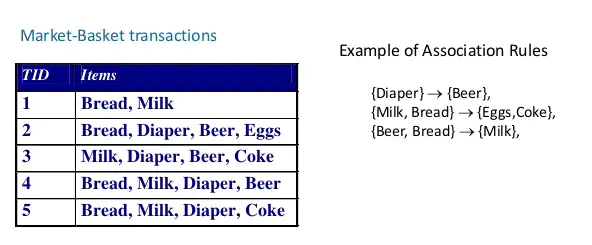 Market-Basket transactions
TID Items
1 Bread, Milk
2 Bread, Diaper, Beer, Eggs
3 Milk, Diaper, Beer, Coke
4 Bread, Milk, Diaper, Beer
5 Bread, Milk, Diaper, Coke
Example of Association Rules
{Diaper} → {Beer},
{Milk, Bread} → {Eggs,Coke},
{Beer, Bread} → {Milk},